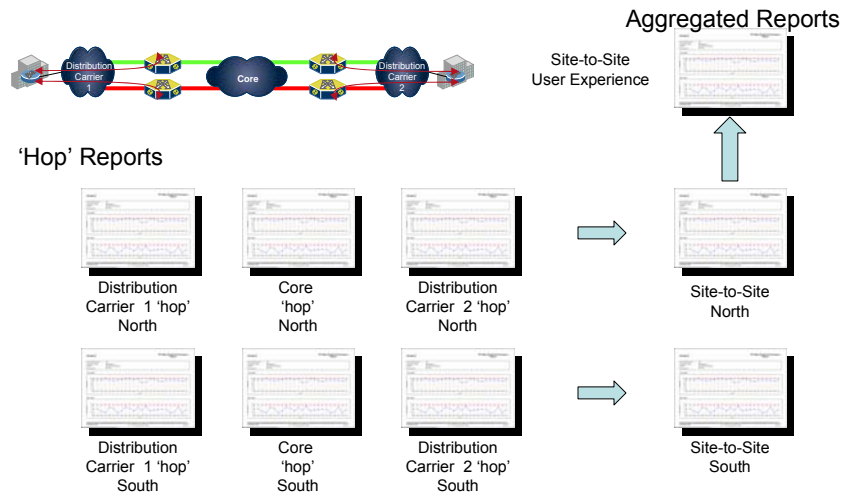 Aggregated Reports
Distribution
Carrier
1
Core
Distribution
Carrier
2
Site-to-Site
User Experience
'Hop' Reports
Distribution
Carrier 1 'hop'
North
Core
'hop'
North
Distribution
Carrier 2 'hop'
North
Site-to-Site
North
Distribution
Carrier 1 'hop'
South
Core
'hop'
South
Distribution
Carrier 2 'hop'
South
Site-to-Site
South